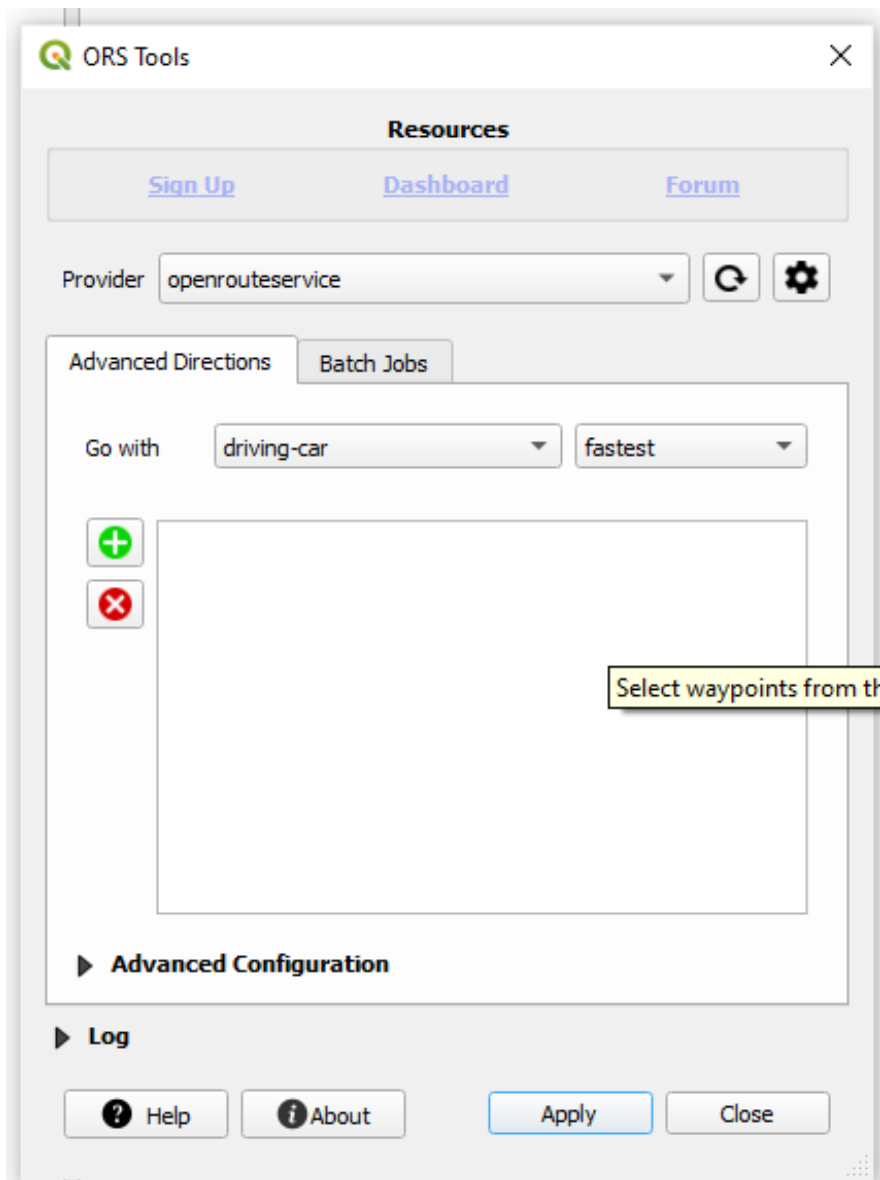 ORS Tools
Resources
Sign Up Dashboard Forum
Provider openrouteservice
Advanced Directions Batch Jobs
Go with driving-car fastest
Select waypoints from th
Advanced Configuration
Log
Help About Apply Close